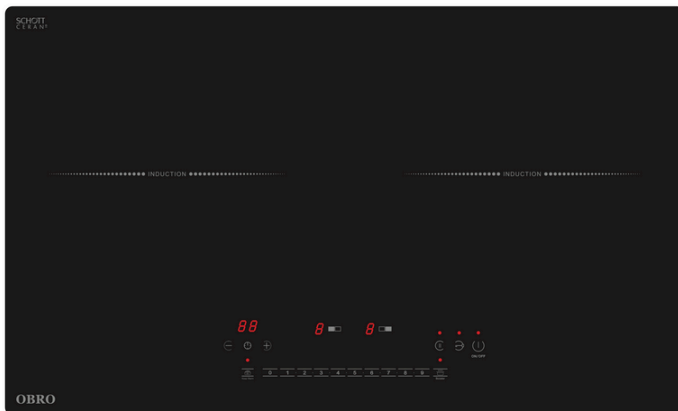 SCHOTT
CERAN®
INDUCTION
INDUCTION
88
8
8
ON/OFF
0 1 2 3 4 5 6 7 8 9
OBRO